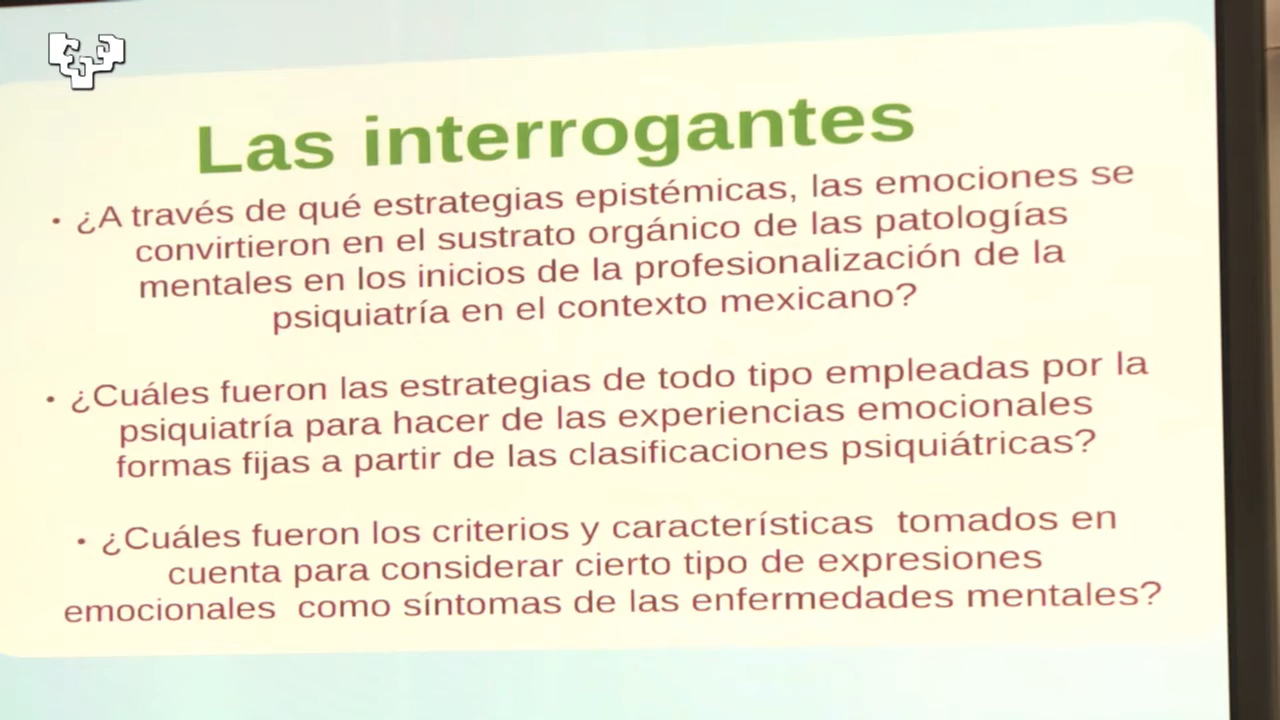 Las interrogantes
• ¿A través de qué estrategias epistémicas, las emociones se
convirtieron en el sustrato orgánico de las patologías
mentales en los inicios de la profesionalización de la
psiquiatría en el contexto mexicano?
• ¿Cuáles fueron las estrategias de todo tipo empleadas por la
psiquiatría para hacer de las experiencias emocionales
formas fijas a partir de las clasificaciones psiquiátricas?
• ¿Cuáles fueron los criterios y características tomados en
cuenta para considerar cierto tipo de expresiones
emocionales como síntomas de las enfermedades mentales?